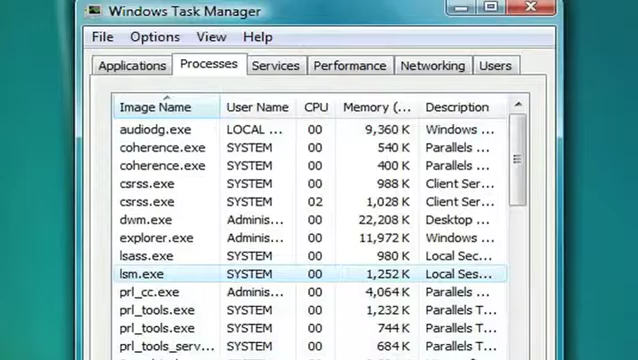 Windows Task Manager
File Options View Help
Applications Processes Services Performance Networking Users
Image Name User Name CPU Memory (... Description
audiodg.exe LOCAL ... 00 9,360 K Windows ...
coherence.exe SYSTEM 00 540 K Parallels ...
coherence.exe SYSTEM 00 400 K Parallels ...
csrss.exe SYSTEM 00 988 K Client Ser...
csrss.exe SYSTEM 02 1,028 K Client Ser...
dwm.exe Adminis... 00 22,208 K Desktop ...
explorer.exe Adminis... 00 11,972 K Windows ...
lsass.exe SYSTEM 00 980 K Local Sec...
lsm.exe SYSTEM 00 1,252 K Local Ses...
prl_cc.exe Adminis... 00 4,064 K Parallels ...
prl_tools.exe SYSTEM 00 1,232 K Parallels T...
prl_tools.exe SYSTEM 00 744 K Parallels T...
prl_tools_serv... SYSTEM 00 684 K Parallels T...